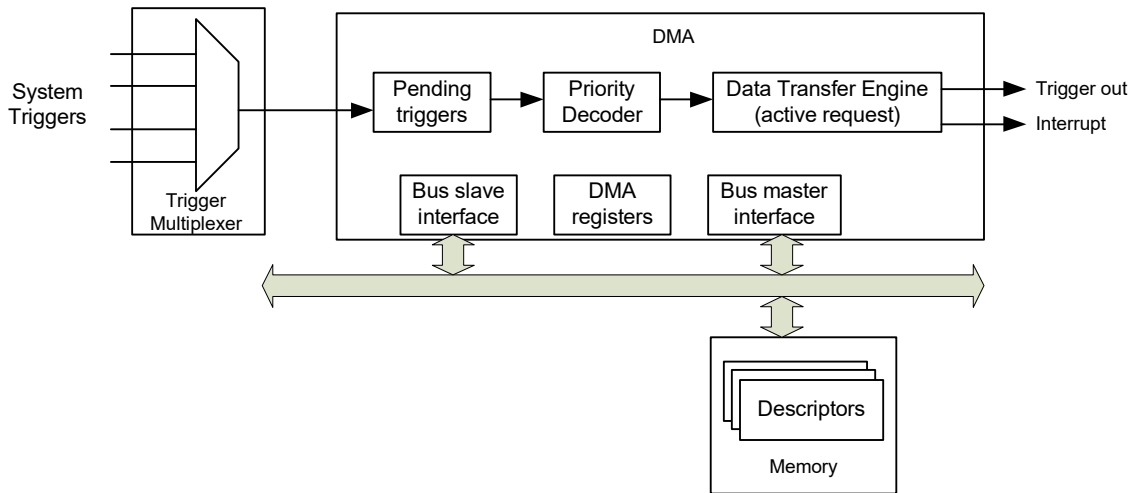 DMA
System
Triggers
Pending
triggers
Priority
Decoder
Data Transfer Engine
(active request)
Trigger out
Interrupt
Trigger
Multiplexer
Bus slave
interface
DMA
registers
Bus master
interface
Descriptors
Memory